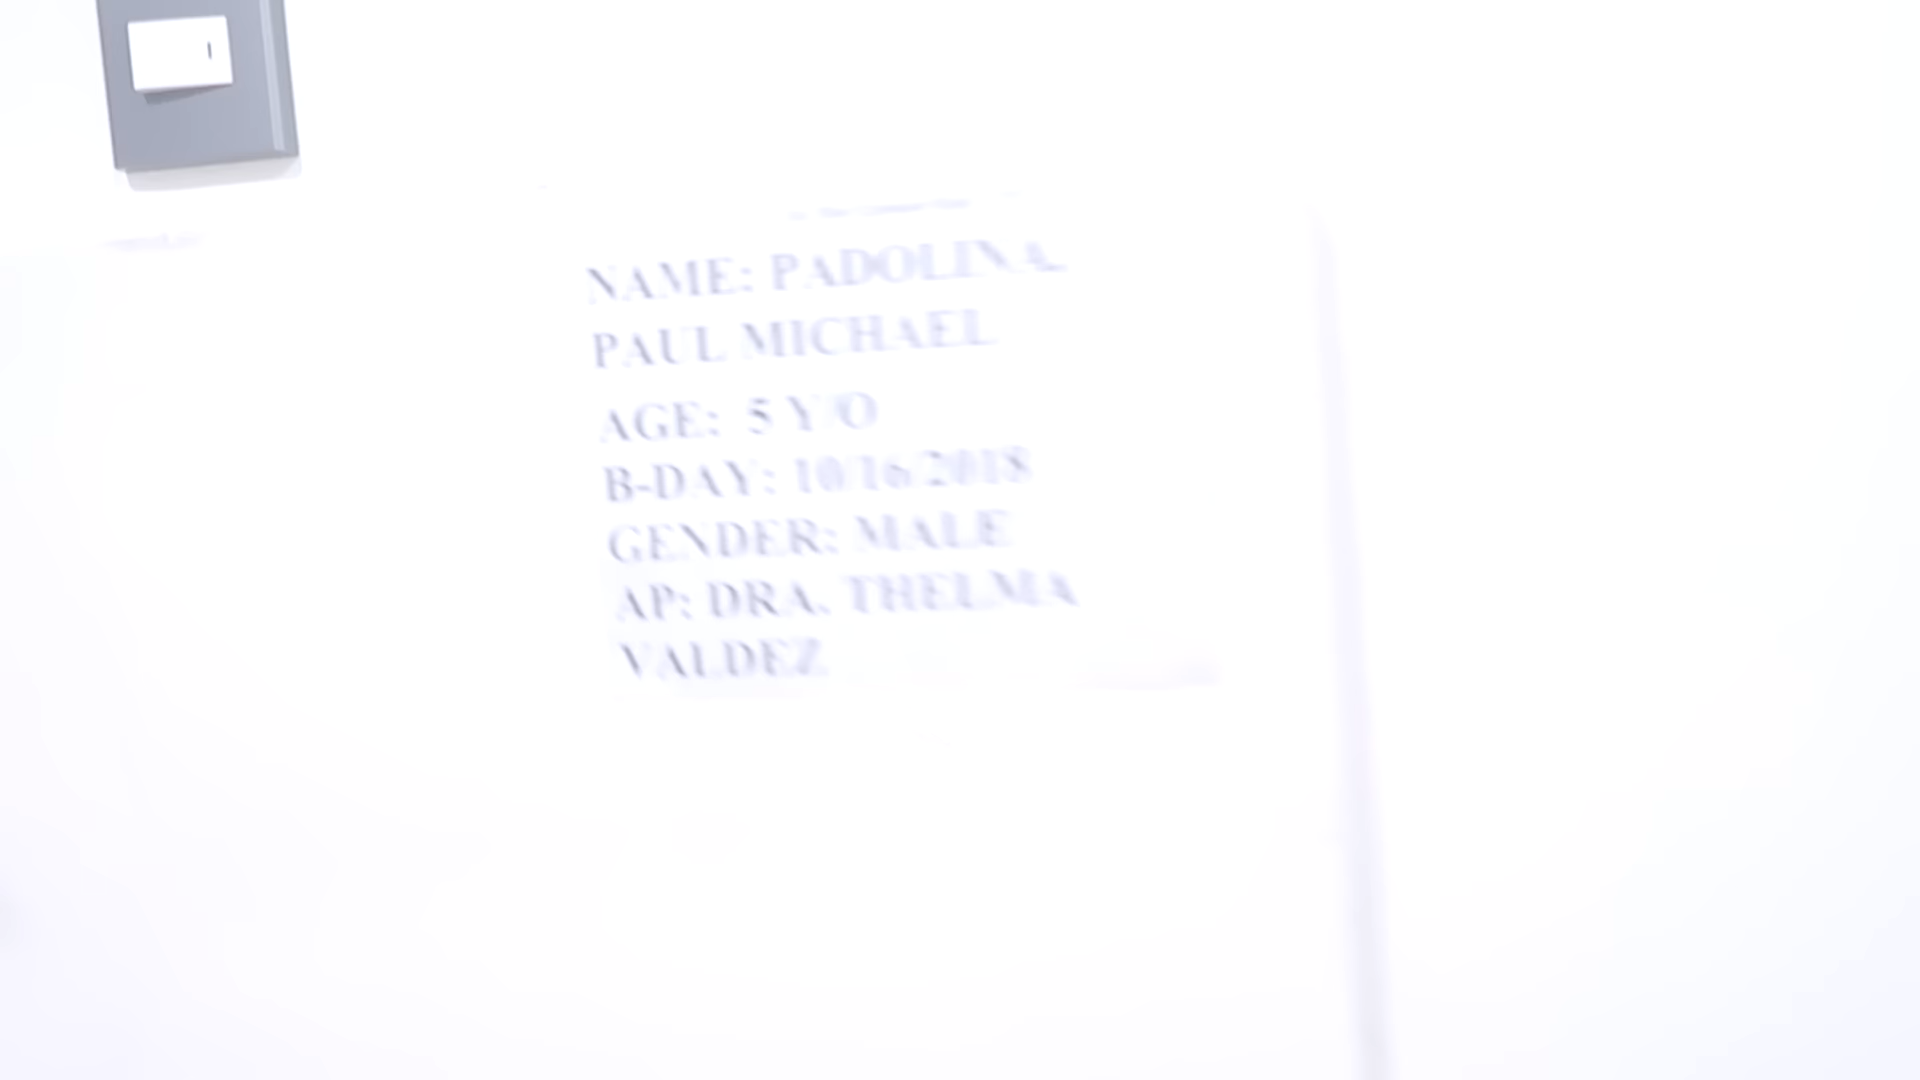 NAME: PADOLINA,
PAUL MICHAEL
AGE: 5 Y/O
B-DAY: 10/16/2018
GENDER: MALE
AP: DRA. THELMA
VALDEZ